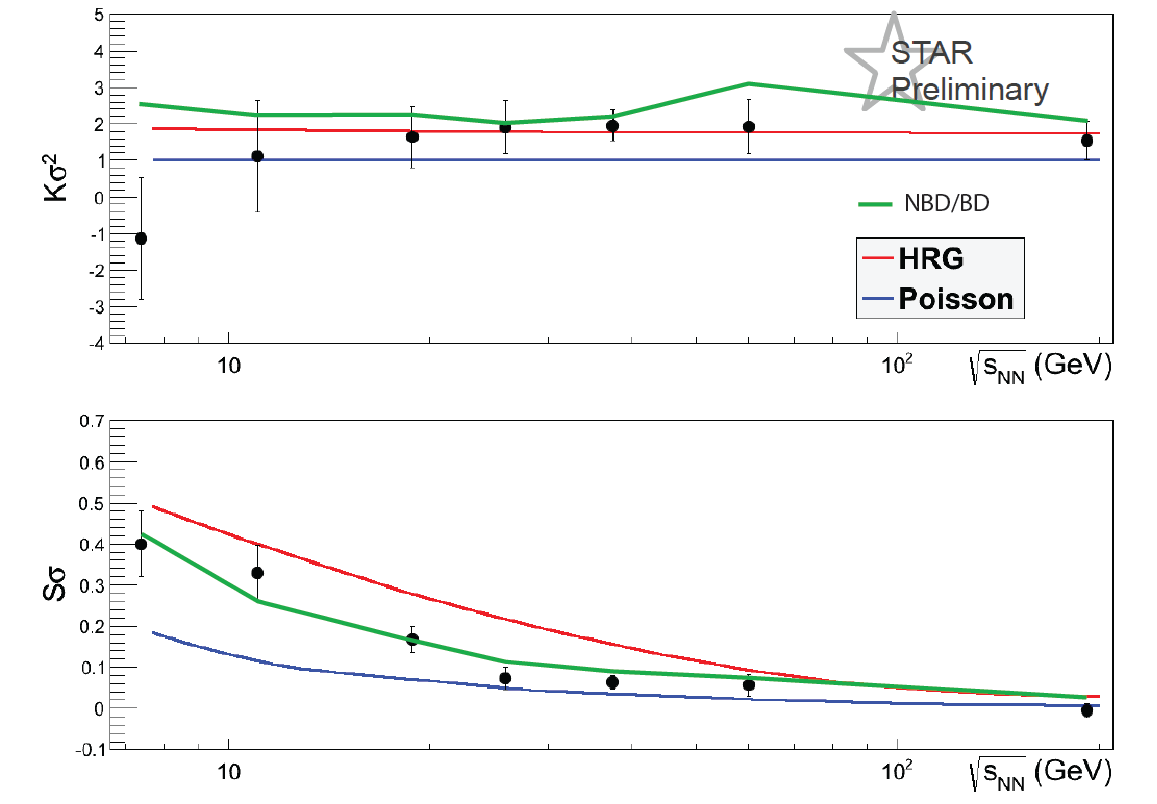 5
4
3
2
1
0
-1
-2
-3
-4
Kσ²
STAR
Preliminary
NBD/BD
HRG
Poisson
10
10²
√sNN (GeV)
0.7
0.6
0.5
0.4
0.3
0.2
0.1
0
-0.1
Sσ
10
10²
√sNN (GeV)